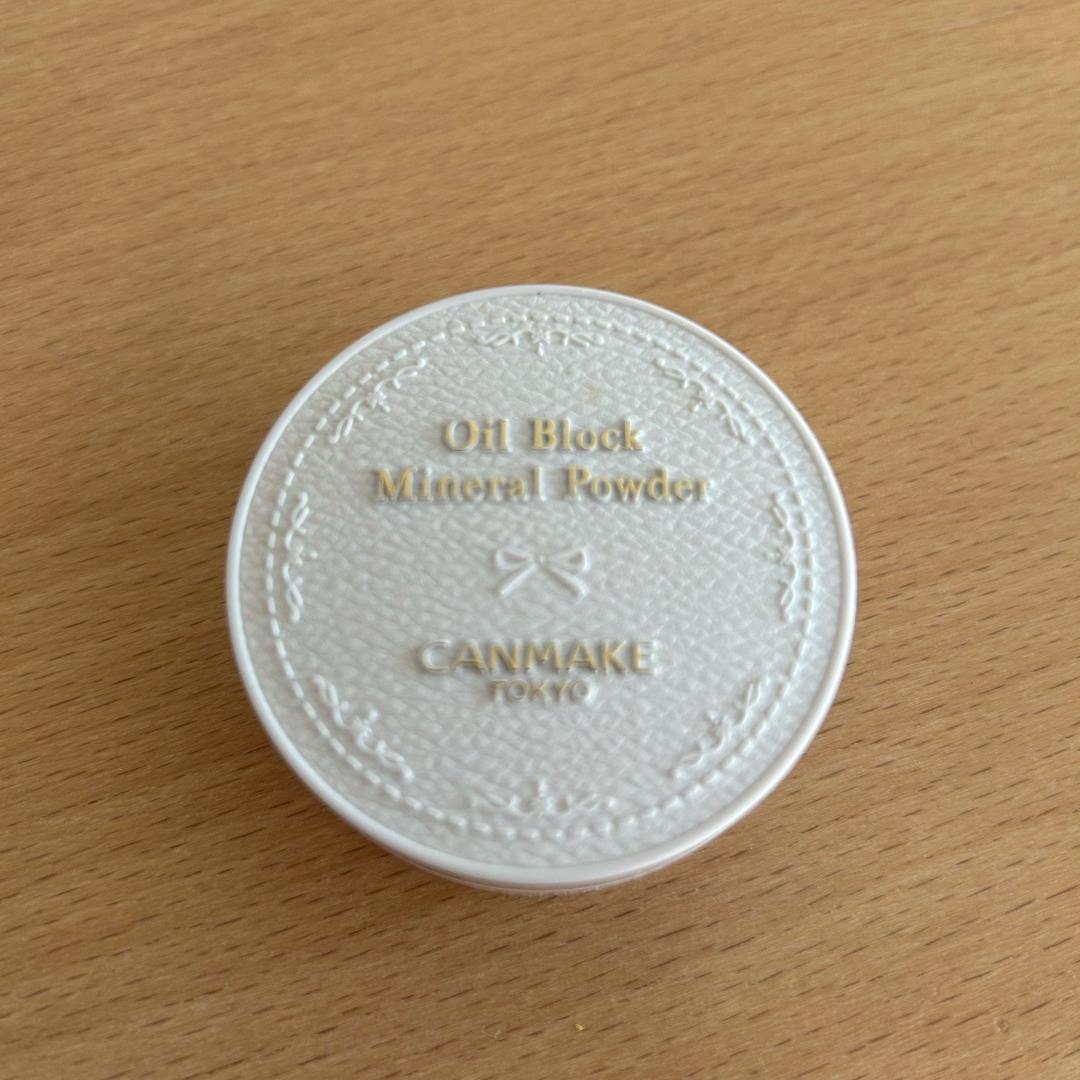 Oil Block
Mineral Powder
CANMAKE
TOKYO